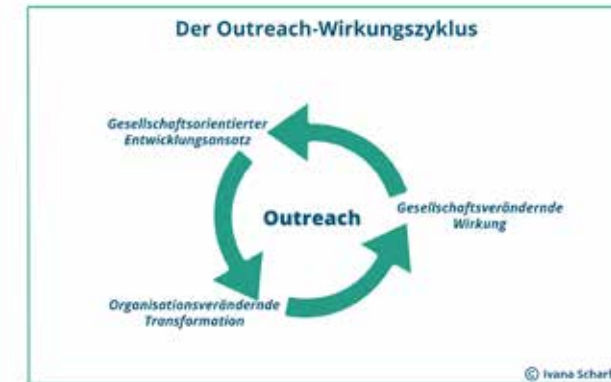 Der Outreach-Wirkungszyklus
Gesellschaftsorientierter
Entwicklungsansatz
Outreach
Gesellschaftsverändernde
Wirkung
Organisationsverändernde
Transformation
© Ivana Scharf